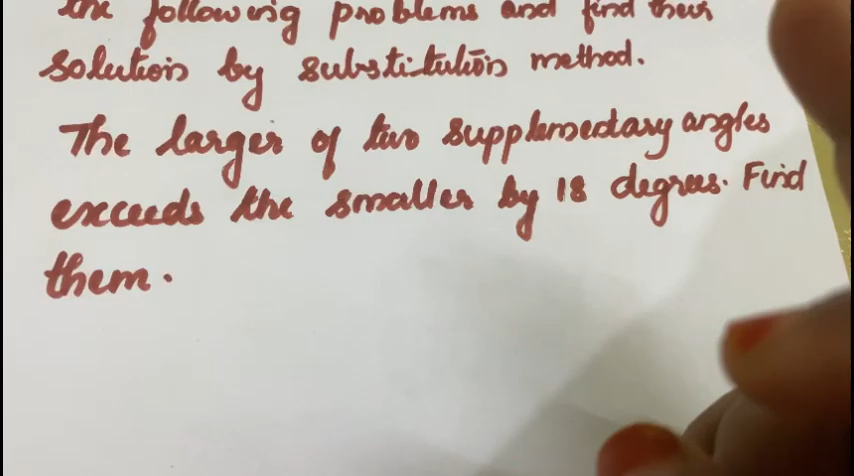 the following problems and find their
solution by substitution method.
The larger of two supplementary angles
exceeds the smaller by 18 degrees. Find
them.